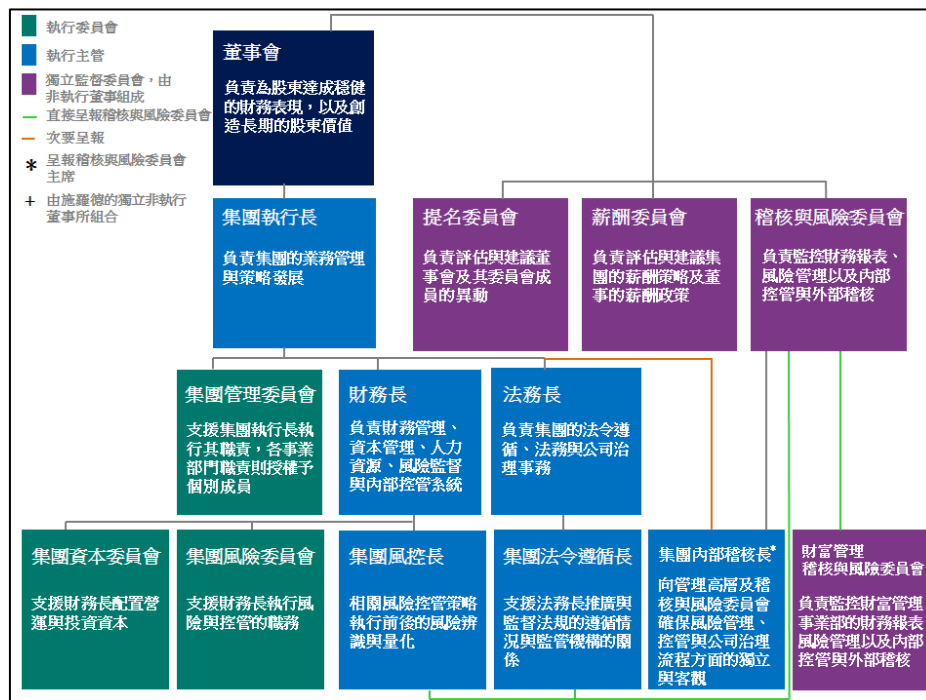 執行委員會
執行主管
獨立監督委員會，由
非執行董事組成
直接呈報稽核與風險委員會
次要呈報
* 呈報稽核與風險委員會
主席
+ 由施羅德的獨立非執行
董事所組合
董事會
負責為股東達成穩健
的財務表現，以及創
造長期的股東價值
集團執行長
負責集團的業務管理
與策略發展
提名委員會
負責評估與建議董
事會及其委員會成
員的異動
薪酬委員會
負責評估與建議集
團的薪酬策略及董
事的薪酬政策
稽核與風險委員會
負責監控財務報表、
風險管理以及內部
控管與外部稽核
集團管理委員會
支援集團執行長執
行其職責，各事業
部門職責則授權予
個別成員
財務長
負責財務管理、
資本管理、人力
資源、風險監督
與內部控管系統
法務長
負責集團的法令遵
循、法務與公司治
理事務
集團資本委員會
支援財務長配置營
運與投資資本
集團風險委員會
支援財務長執行風
險與控管的職務
集團風控長
相關風險控管策略
執行前後的風險辨
識與量化
集團法令遵循長
支援法務長推廣與
監督法規的遵循情
況與監管機構的關
係
集團內部稽核長*
向管理高層及稽
核與風險委員會
確保風險管理、
控管與公司治理
流程方面的獨立
與客觀
財富管理
稽核與風險委員會
負責監控財富管理
事業部的財務報表
風險管理以及內部
控管與外部稽核